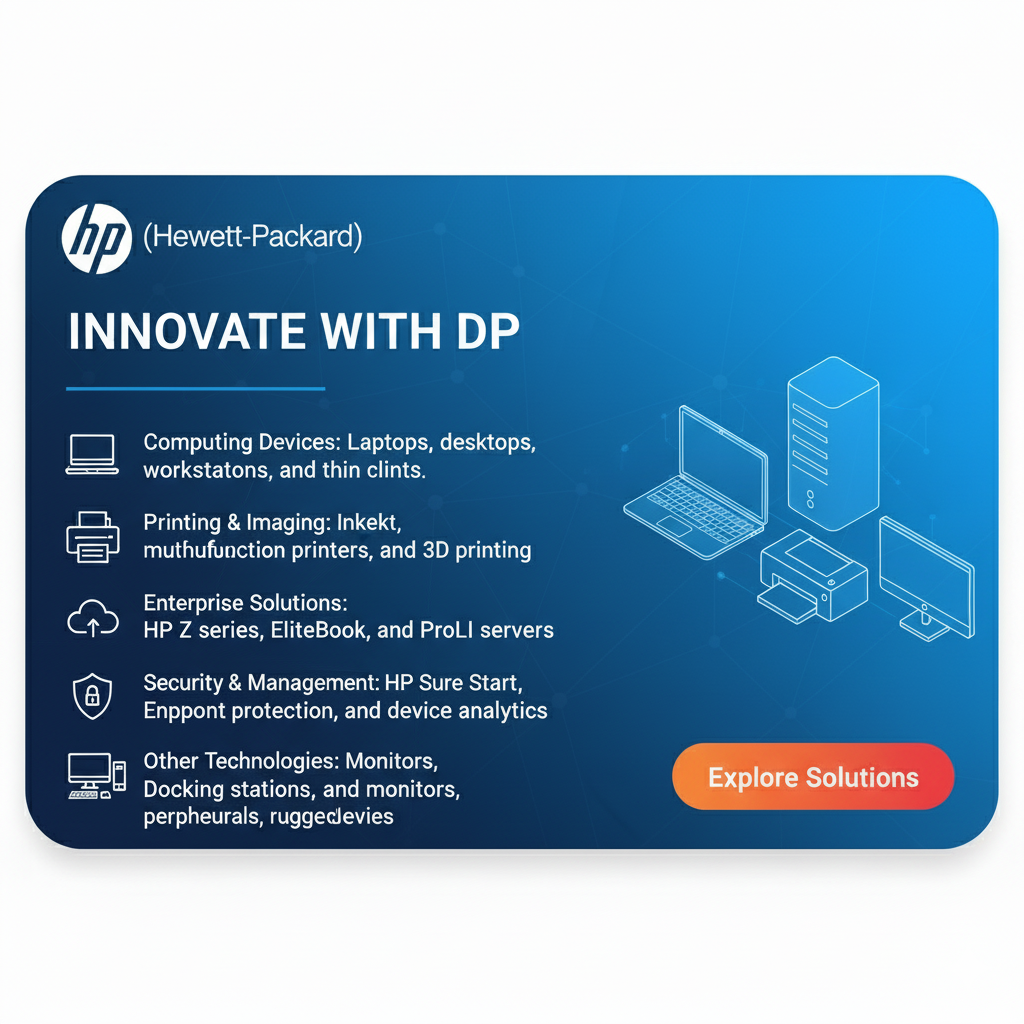 hp (Hewett-Packard)
INNOVATE WITH DP
Computing Devices: Laptops, desktops,
workstatons, and thin clints.
Printing & Imaging: Inkekt,
muthufunction printers, and 3D printing
Enterprise Solutions:
HP Z series, EliteBook, and ProLI servers
Security & Management: HP Sure Start,
Enppont protection, and device analytics
Other Technologies: Monitors,
Docking stations, and monitors,
perpheurals, ruggedevies
Explore Solutions